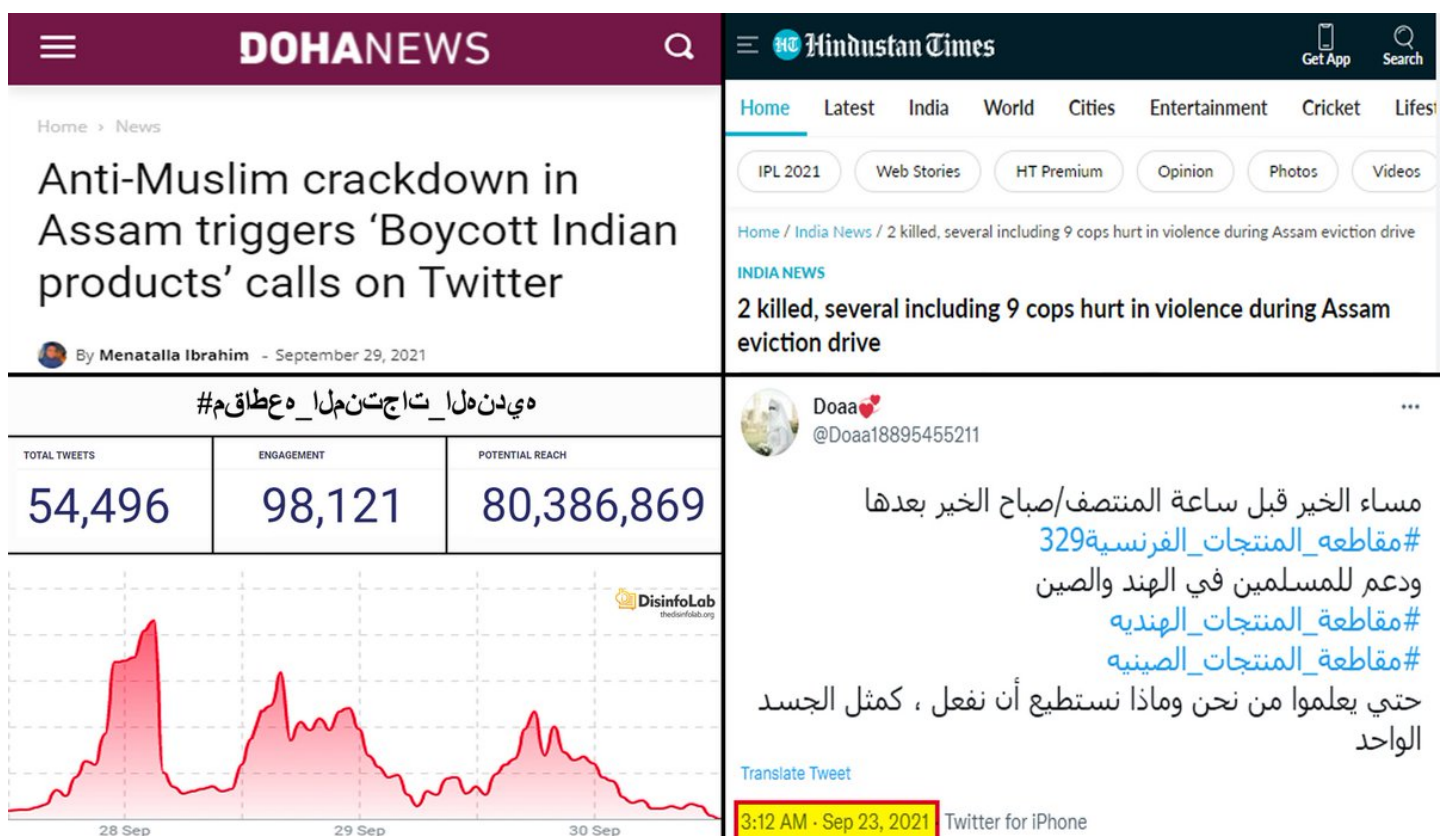 DOHANEWS
Home › News
Anti-Muslim crackdown in
Assam triggers ‘Boycott Indian
products’ calls on Twitter
By Menatalla Ibrahim - September 29, 2021
Hindustan Times
HT
Get App
Search
Home Latest India World Cities Entertainment Cricket Lifest
IPL 2021 Web Stories HT Premium Opinion Photos Videos
Home / India News / 2 killed, several including 9 cops hurt in violence during Assam eviction drive
INDIA NEWS
2 killed, several including 9 cops hurt in violence during Assam
eviction drive
هيدنهلا_تاجتنملا_هعطاقم#
TOTAL TWEETS ENGAGEMENT POTENTIAL REACH
54,496 98,121 80,386,869
DisinfoLab
thedisinfolab.org
28 Sep 29 Sep 30 Sep
Doaa💞
@Doaa18895455211
مساء الخير قبل ساعة المنتصف/صباح الخير بعدها
#مقاطعه_المنتجات_الفرنسية329
ودعم للمسلمين في الهند والصين
#مقاطعة_المنتجات_الهنديه
#مقاطعة_المنتجات_الصينيه
حتي يعلموا من نحن وماذا نستطيع أن نفعل ، كمثل الجسد
الواحد
Translate Tweet
3:12 AM · Sep 23, 2021 Twitter for iPhone